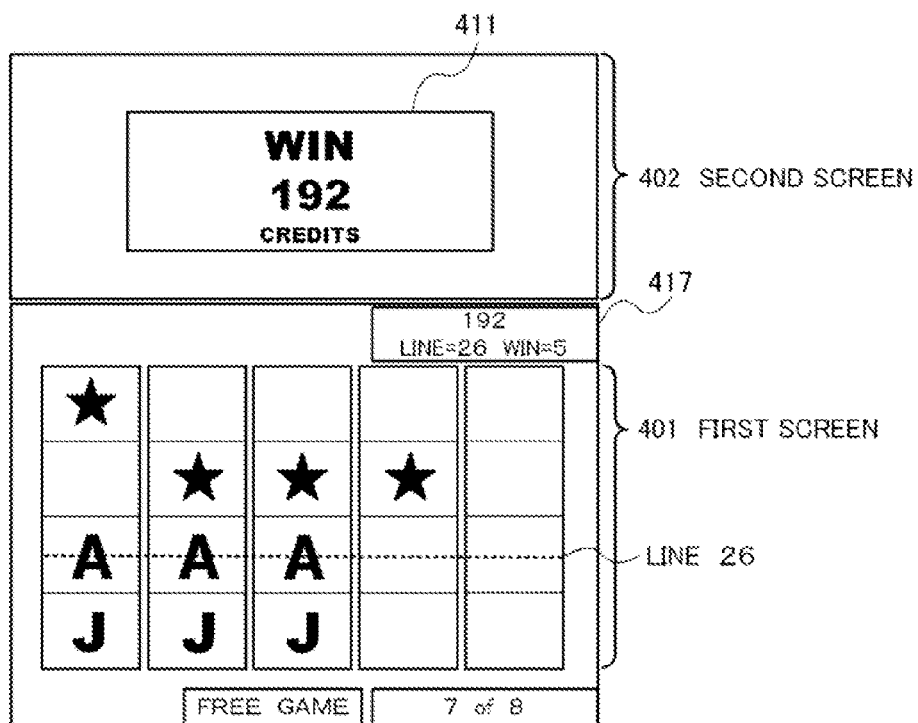 411
WIN
192
CREDITS
402 SECOND SCREEN
417
192
LINE=26 WIN=5
401 FIRST SCREEN
A A A
LINE 26
J J J
FREE GAME
7 of 8